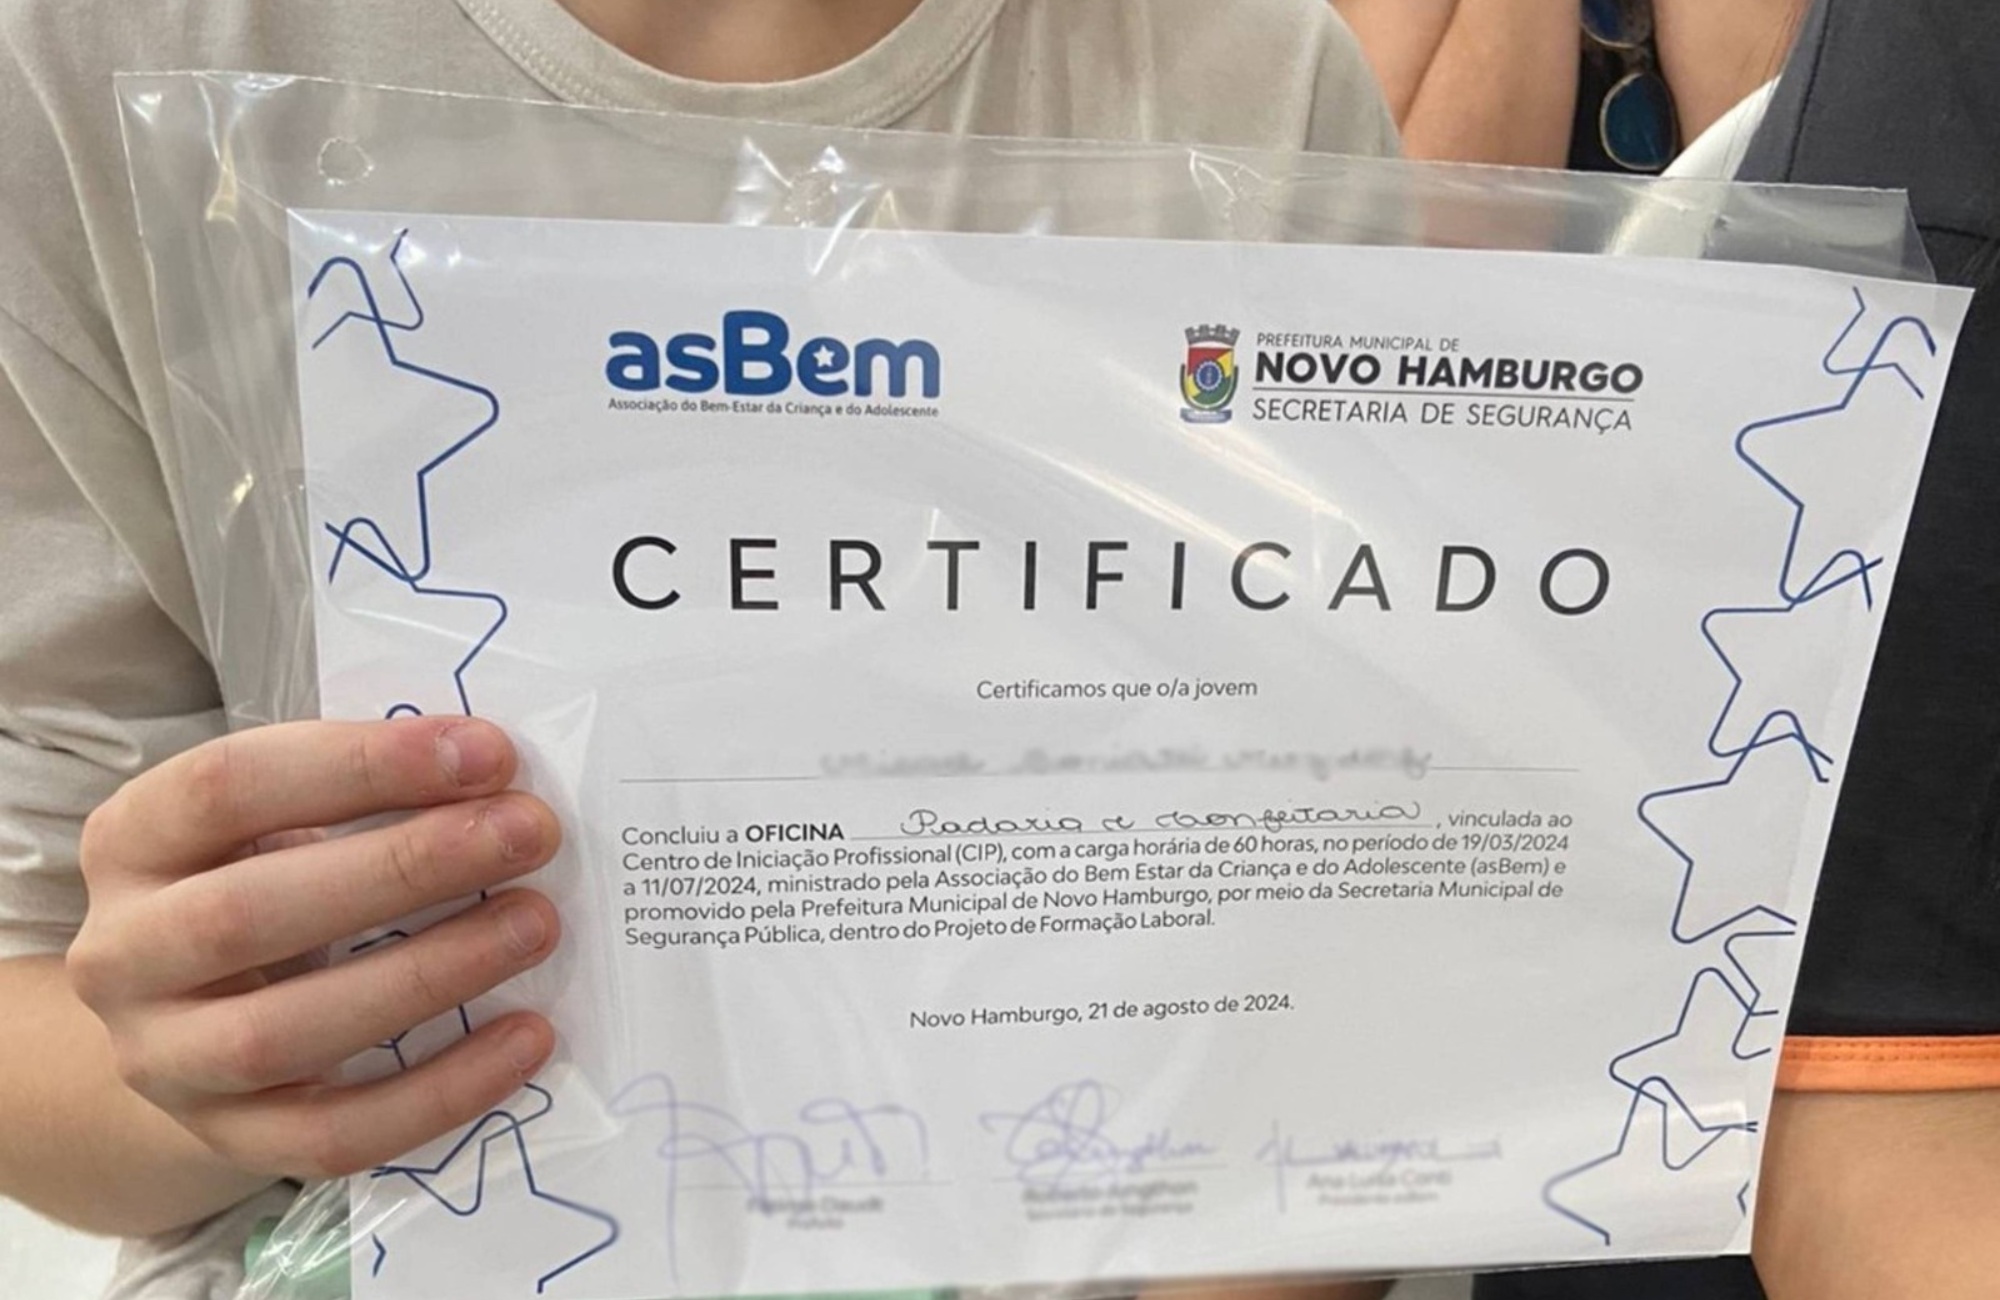 asBem
Associação do Bem-Estar da Criança e do Adolescente
PREFEITURA MUNICIPAL DE
NOVO HAMBURGO
SECRETARIA DE SEGURANÇA
CERTIFICADO
Certificamos que o/a jovem
Concluiu a OFICINA Padaria e Confeitaria, vinculada ao
Centro de Iniciação Profissional (CIP), com a carga horária de 60 horas, no período de 19/03/2024
a 11/07/2024, ministrado pela Associação do Bem Estar da Criança e do Adolescente (asBem) e
promovido pela Prefeitura Municipal de Novo Hamburgo, por meio da Secretaria Municipal de
Segurança Pública, dentro do Projeto de Formação Laboral.
Novo Hamburgo, 21 de agosto de 2024.